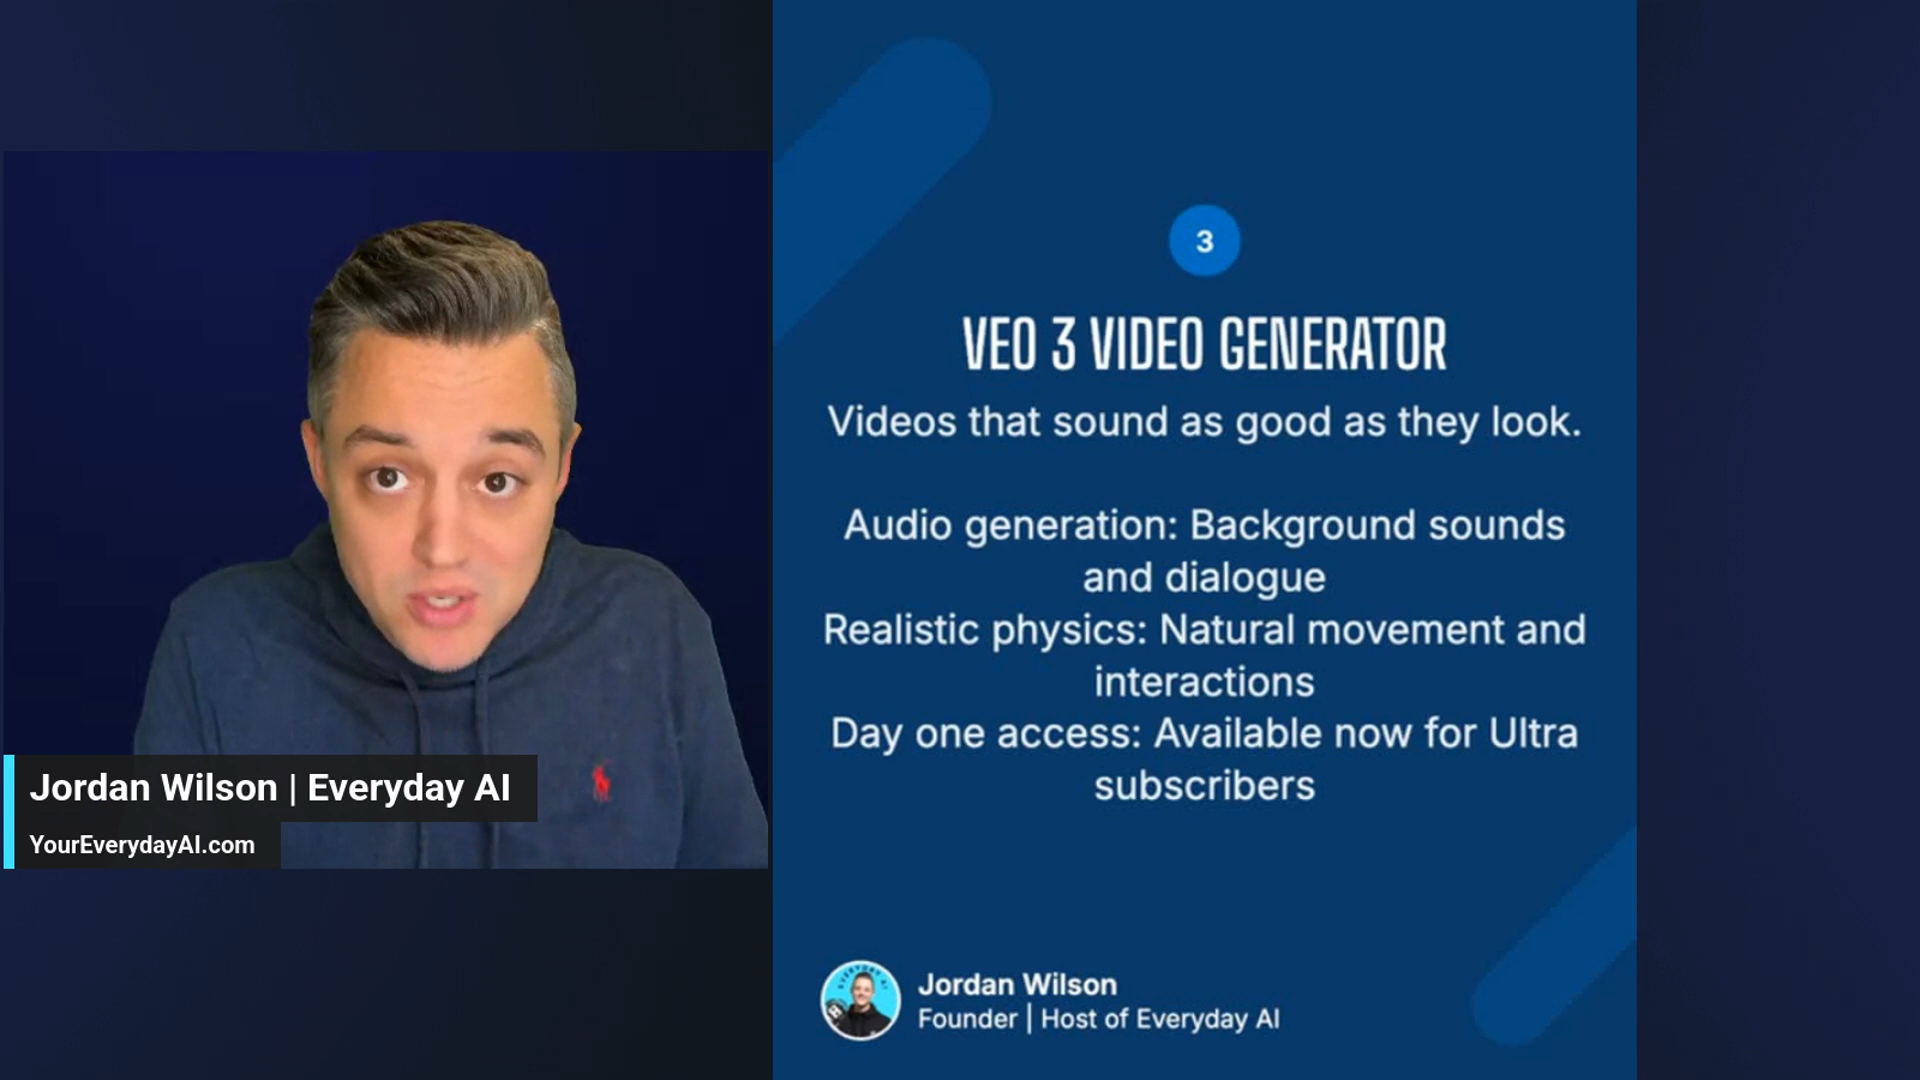 Jordan Wilson | Everyday AI
YourEverydayAI.com
3
VEO 3 VIDEO GENERATOR
Videos that sound as good as they look.
Audio generation: Background sounds
and dialogue
Realistic physics: Natural movement and
interactions
Day one access: Available now for Ultra
subscribers
Jordan Wilson
Founder | Host of Everyday AI